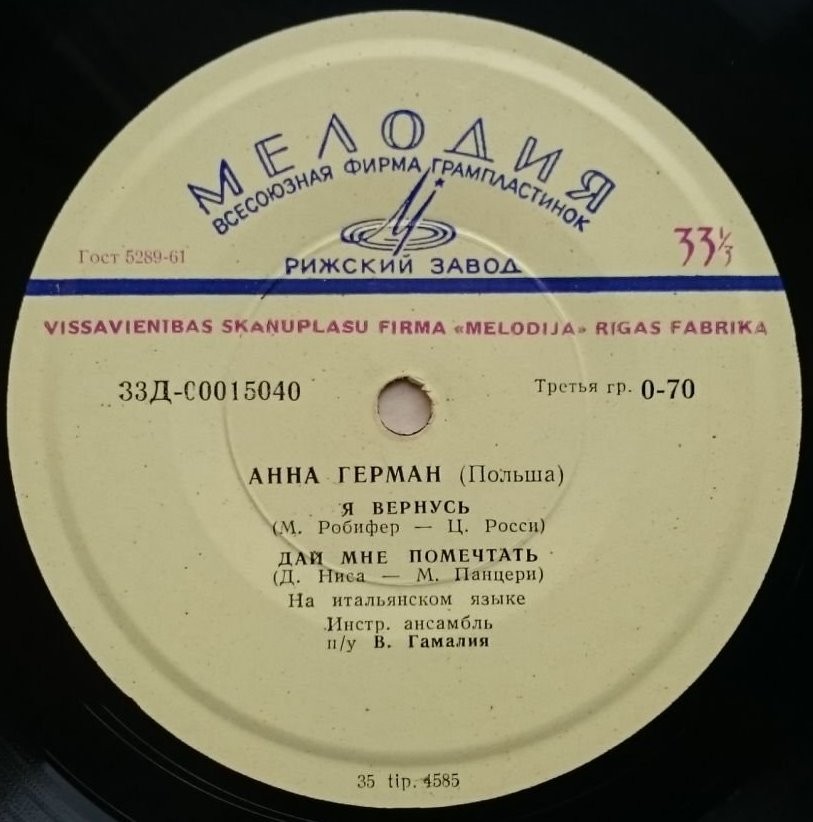 МЕЛОДИЯ
ВСЕСОЮЗНАЯ ФИРМА ГРАМПЛАСТИНОК
РИЖСКИЙ ЗАВОД
Гост 5289-61
33⅓
VISSAVIENIBAS SKAŅUPLAŠU FIRMA «MELODIJA» RIGAS FABRIKA
33Д-00015040
Третья гр. 0-70
АННА ГЕРМАН (Польша)
Я ВЕРНУСЬ
(М. Робифер — Ц. Росси)
ДАЙ МНЕ ПОМЕЧТАТЬ
(Д. Ниса — М. Панцери)
На итальянском языке
Инстр. ансамбль
п/у В. Гамалия
35 tip. 4585